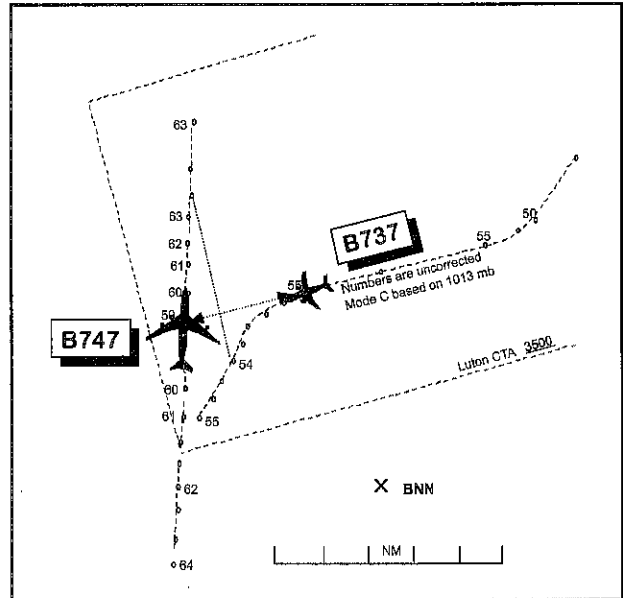 63
63
62
61
60
59
B747
60
61
62
64
B737
55
50
55
Numbers are uncorrected
Mode C based on 1013 mb
54
55
Luton CTA 3500
BNN
NM